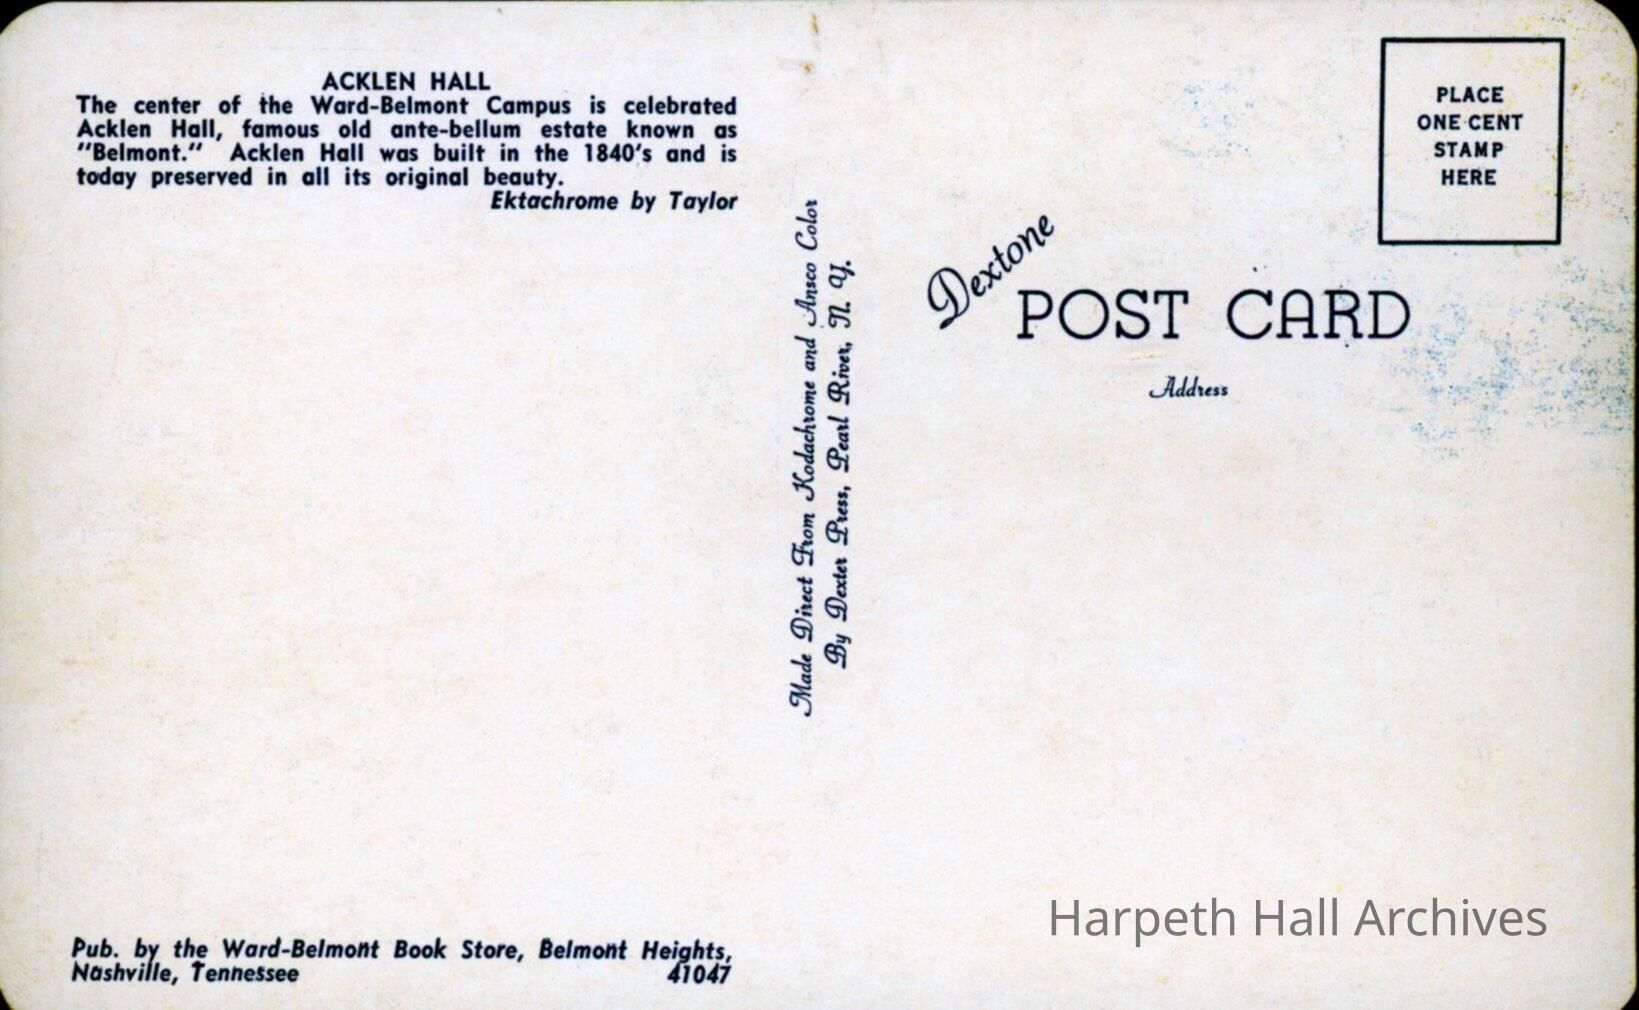 ACKLEN HALL
The center of the Ward-Belmont Campus is celebrated
Acklen Hall, famous old ante-bellum estate known as
"Belmont." Acklen Hall was built in the 1840's and is
today preserved in all its original beauty.
Ektachrome by Taylor
Pub. by the Ward-Belmont Book Store, Belmont Heights,
Nashville, Tennessee 41047
Made Direct From Kodachrome and Ansco Color
By Dexter Press, Pearl River, N. Y.
PLACE
ONE CENT
STAMP
HERE
Dextone
POST CARD
Address
Harpeth Hall Archives